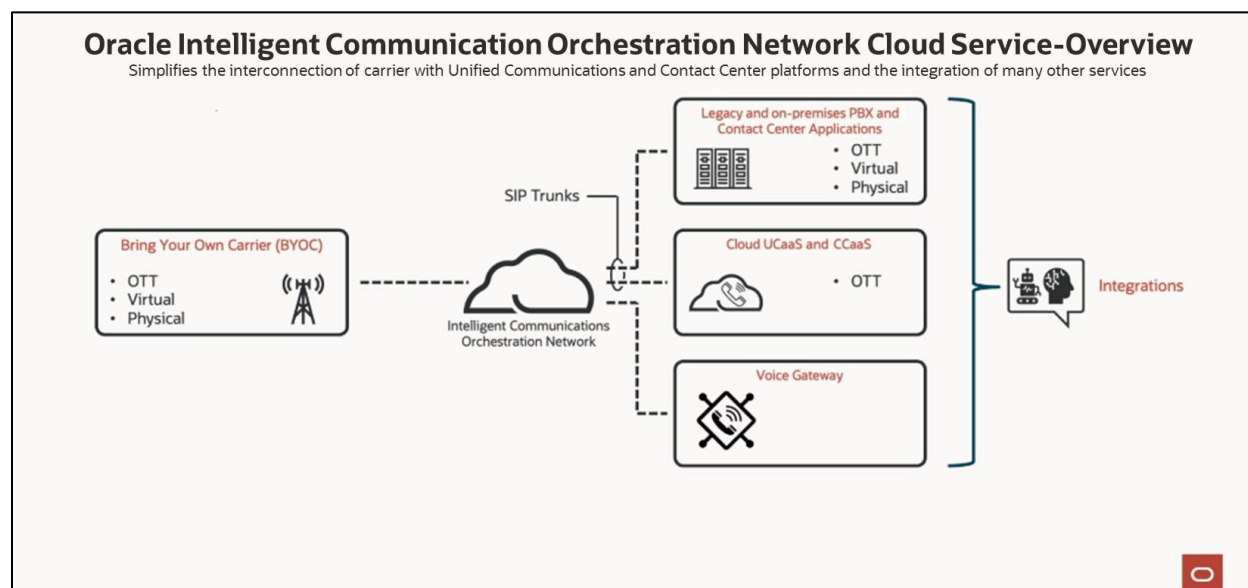 Oracle Intelligent Communication Orchestration Network Cloud Service-Overview
Simplifies the interconnection of carrier with Unified Communications and Contact Center platforms and the integration of many other services
Legacy and on-premises PBX and
Contact Center Applications
• OTT
• Virtual
• Physical
SIP Trunks
Bring Your Own Carrier (BYOC)
• OTT
• Virtual
• Physical
Intelligent Communications
Orchestration Network
Cloud UCaaS and CCaaS
• OTT
Voice Gateway
Integrations